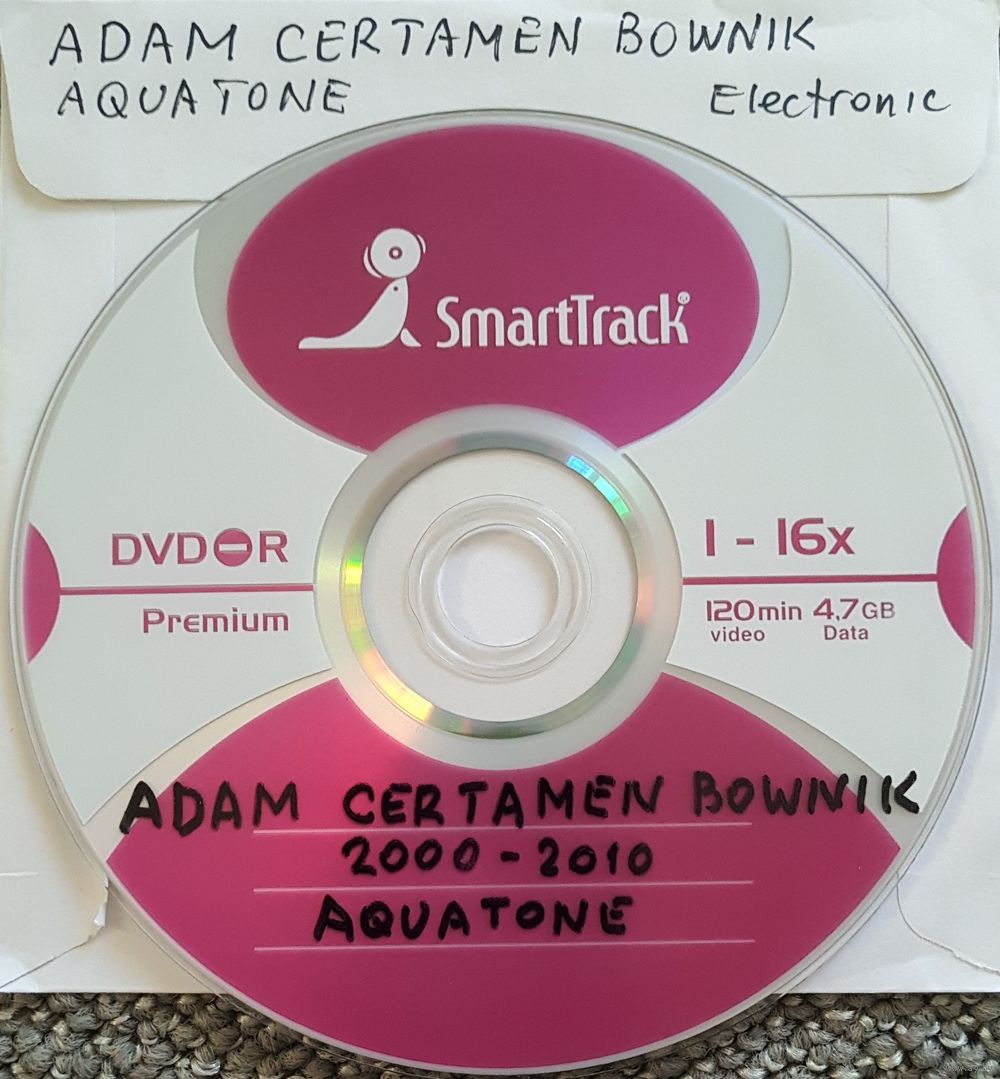 ADAM CERTAMEN BOWNIK
AQUATONE Electronic
SmartTrack®
DVD-R
Premium
1 - 16x
120min 4,7GB
video Data
ADAM CERTAMEN BOWNIK
2000 - 2010
AQUATONE